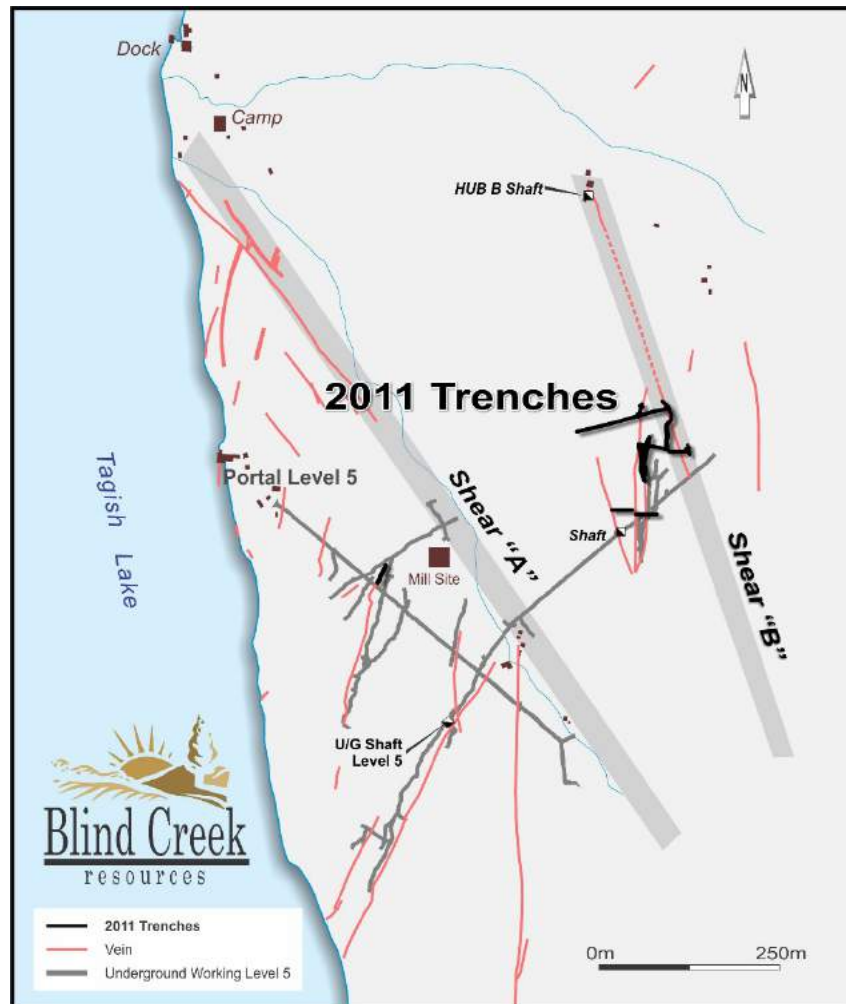 Dock
Camp
N
HUB B Shaft
2011 Trenches
Portal Level 5
Tagish Lake
Shear “A”
Shaft
Mill Site
Shear “B”
U/G Shaft
Level 5
Blind Creek
resources
2011 Trenches
Vein
Underground Working Level 5
0m
250m